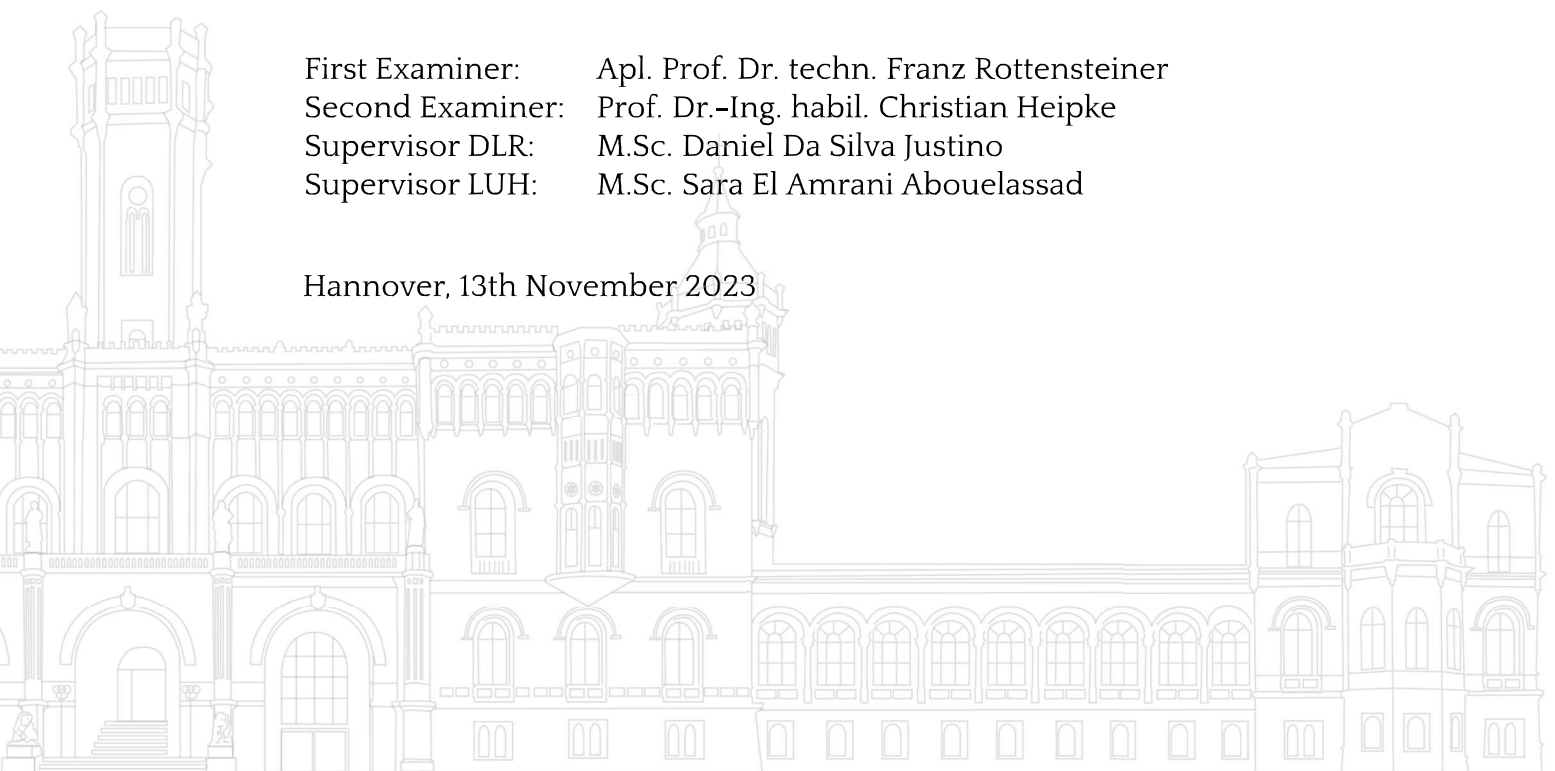 First Examiner: Apl. Prof. Dr. techn. Franz Rottensteiner
Second Examiner: Prof. Dr.-Ing. habil. Christian Heipke
Supervisor DLR: M.Sc. Daniel Da Silva Justino
Supervisor LUH: M.Sc. Sara El Amrani Abouelassad
Hannover, 13th November 2023